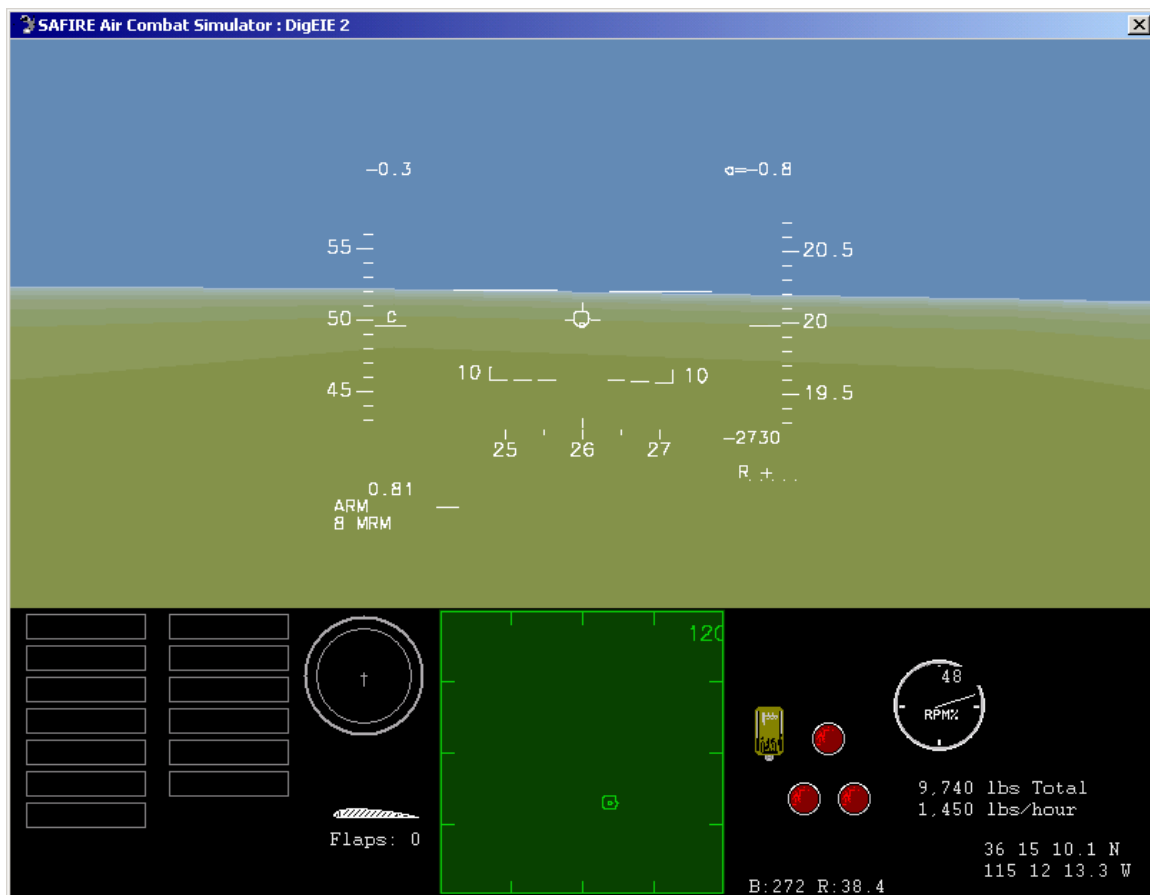 SAFIRE Air Combat Simulator : DigEIE 2
-0.3
a=-0.8
55
20.5
50
C
20
10
10
45
19.5
25 26 27
-2730
R
0.81
ARM
8 MRM
120
48
RPM%
9,740 lbs Total
1,450 lbs/hour
Flaps: 0
36 15 10.1 N
115 12 13.3 W
B:272 R:38.4